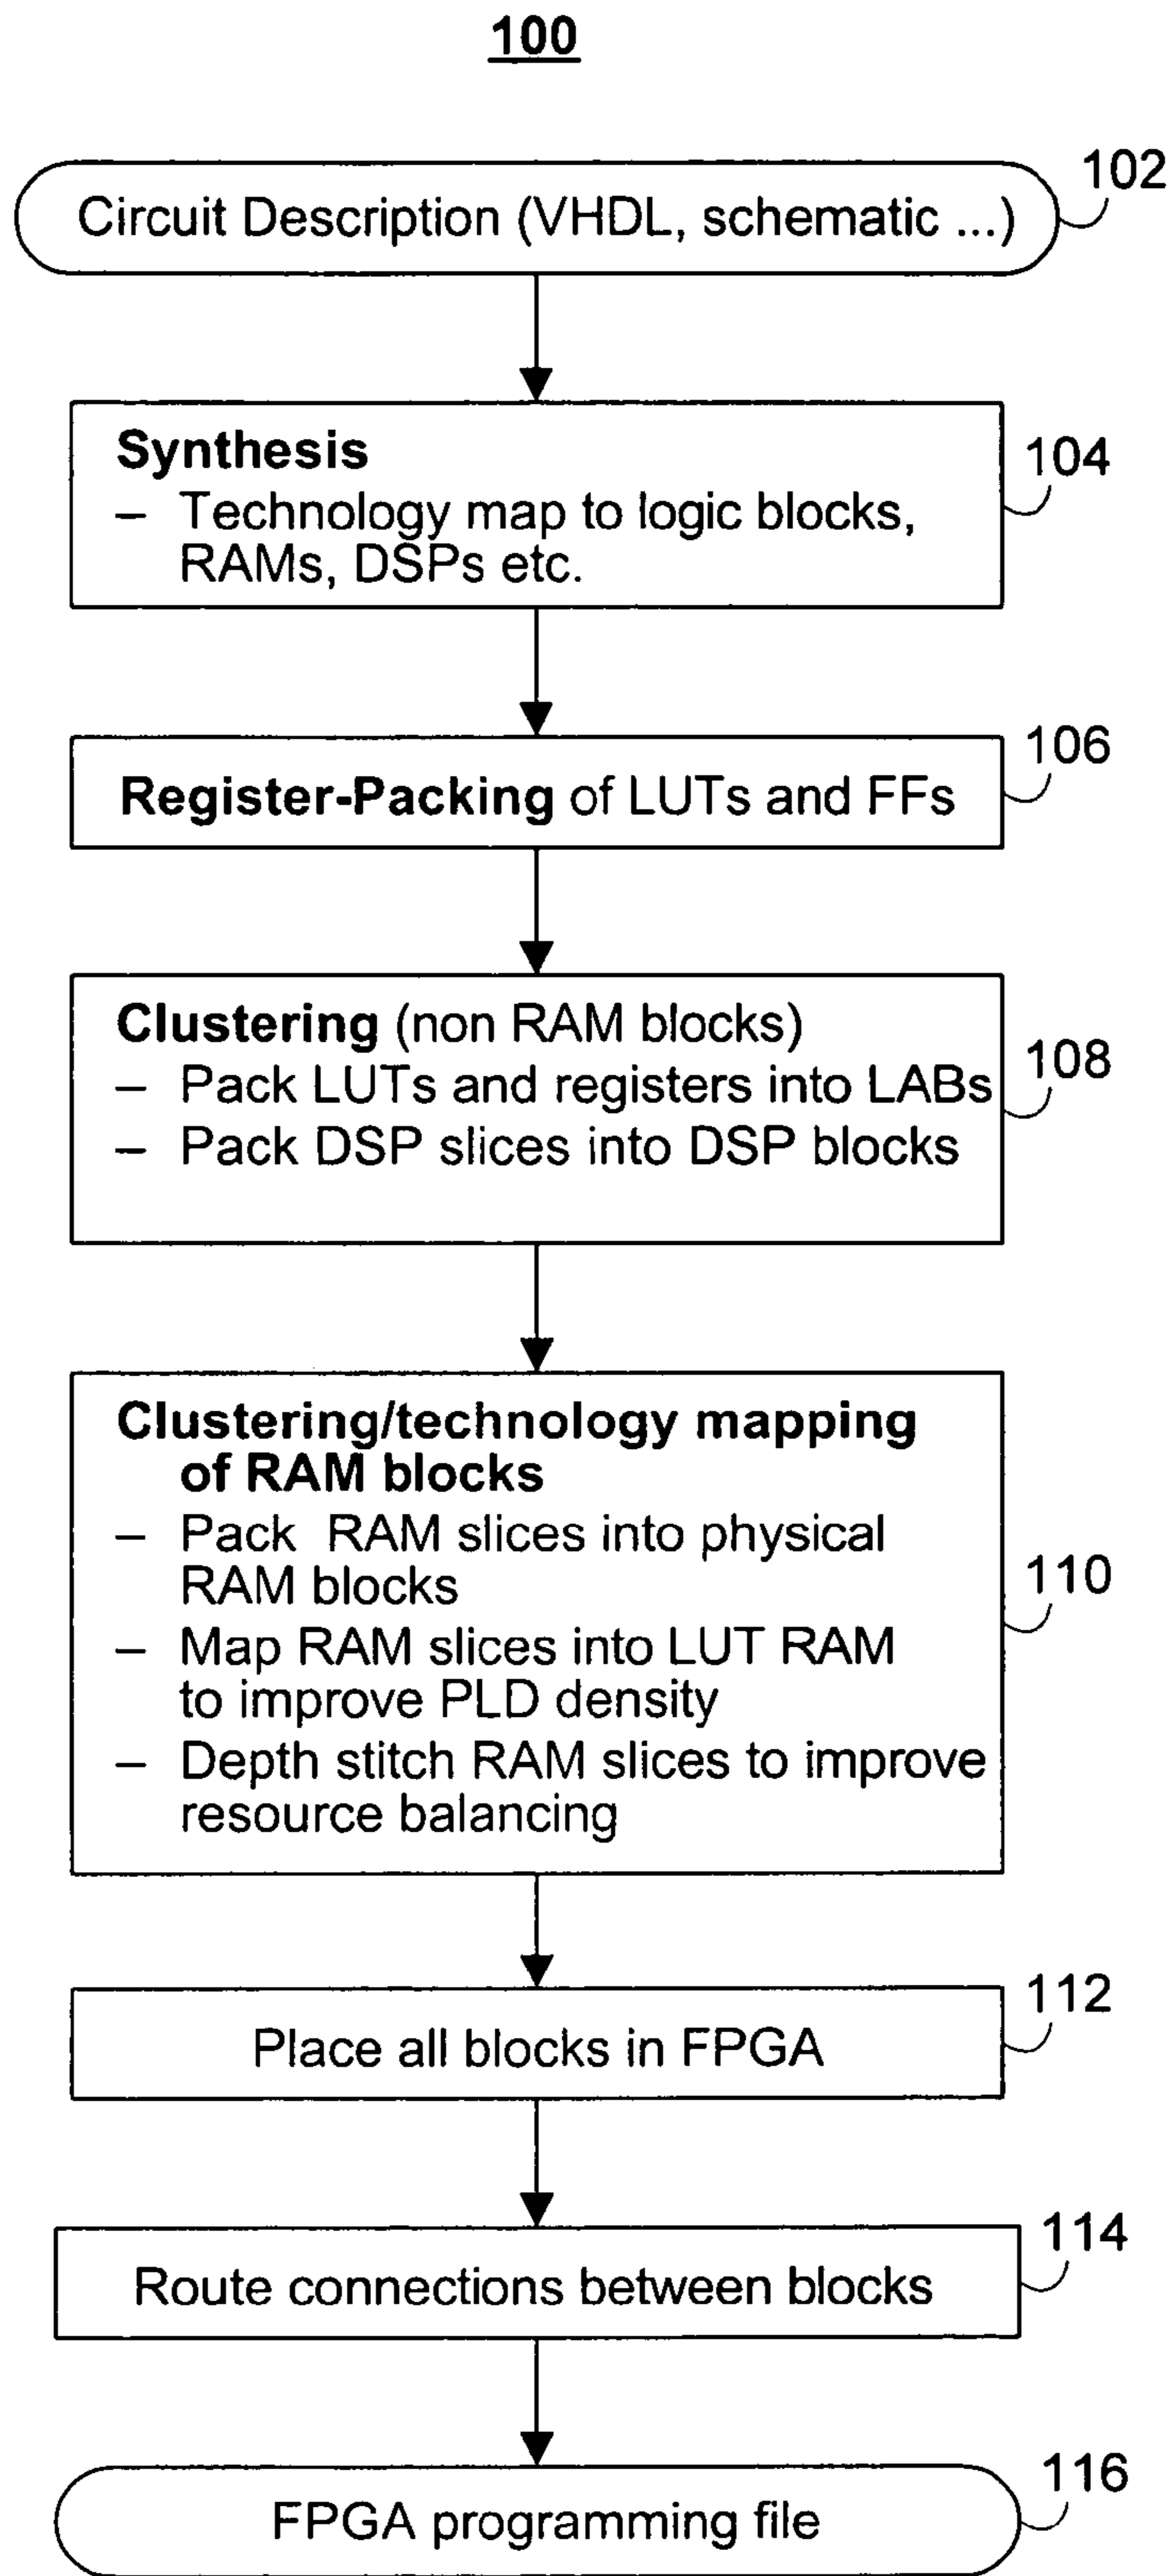 100
102
Circuit Description (VHDL, schematic ...)
Synthesis
104
– Technology map to logic blocks,
RAMs, DSPs etc.
106
Register-Packing of LUTs and FFs
Clustering (non RAM blocks)
108
– Pack LUTs and registers into LABs
– Pack DSP slices into DSP blocks
Clustering/technology mapping
of RAM blocks
– Pack RAM slices into physical
RAM blocks
110
– Map RAM slices into LUT RAM
to improve PLD density
– Depth stitch RAM slices to improve
resource balancing
112
Place all blocks in FPGA
114
Route connections between blocks
116
FPGA programming file